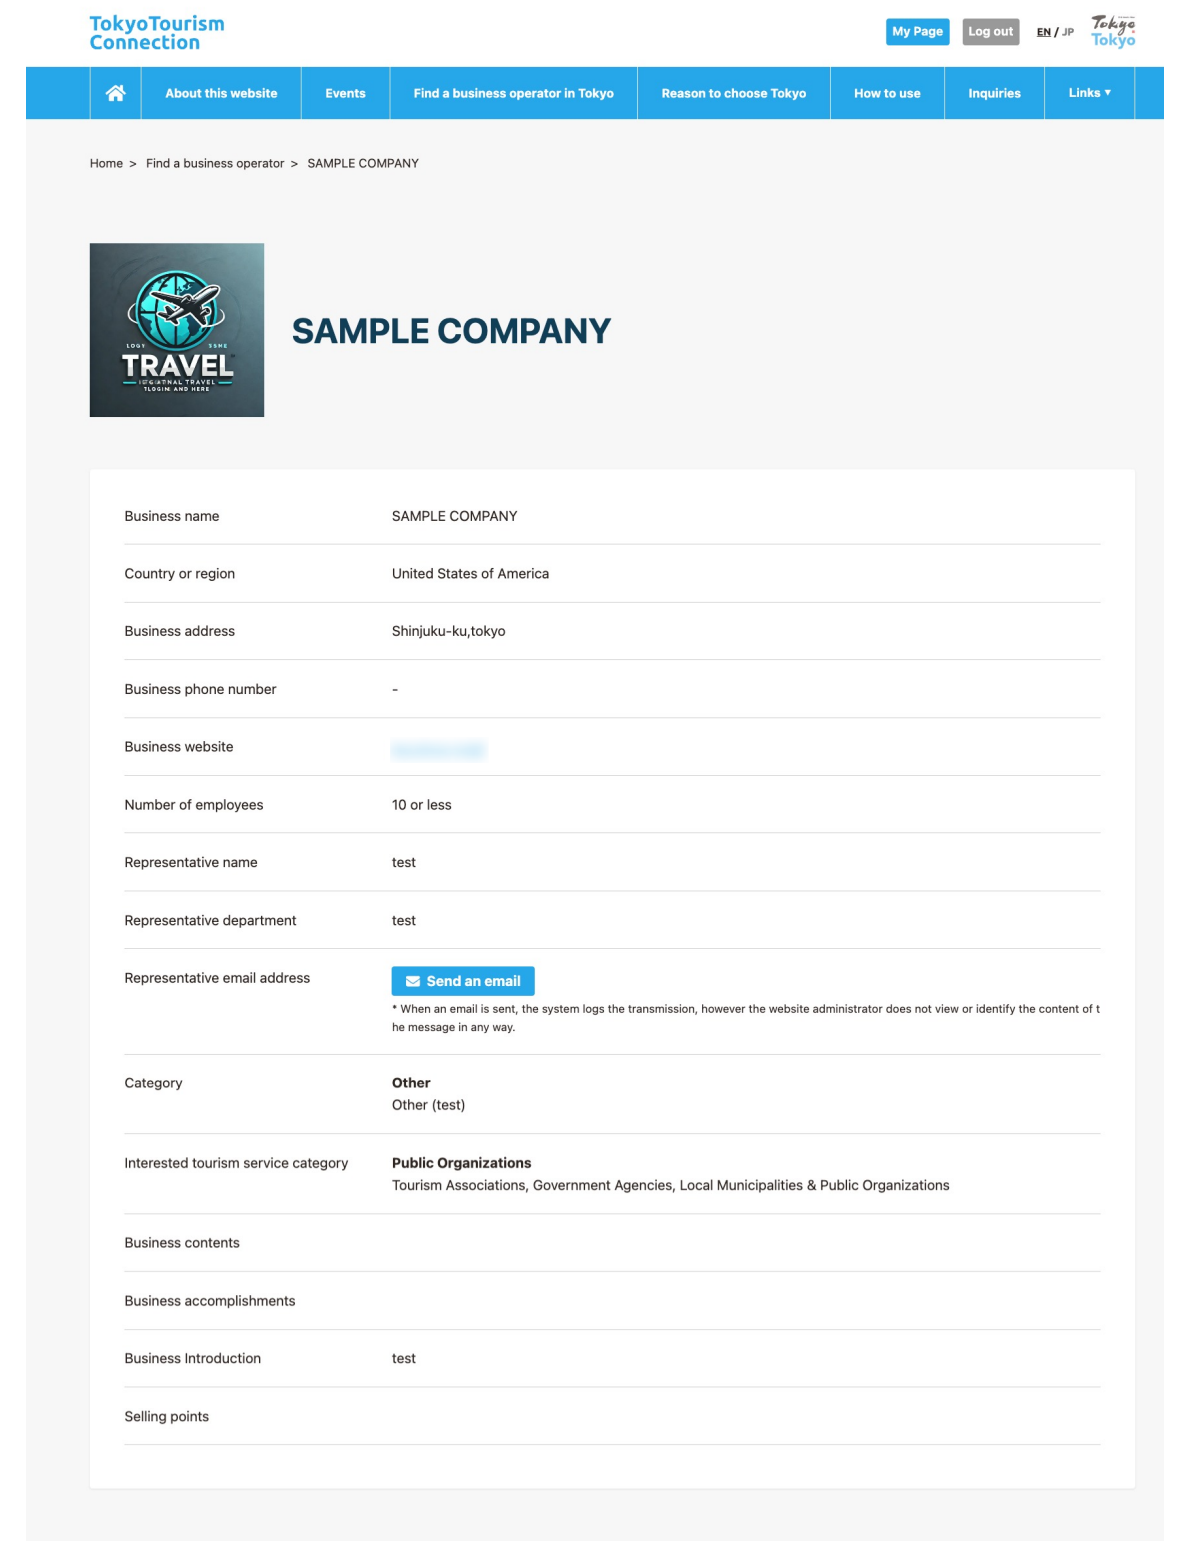 TokyoTourism
Connection
My Page
Log out
EN / JP
Tokyo
Tokyo
About this website
Events
Find a business operator in Tokyo
Reason to choose Tokyo
How to use
Inquiries
Links ▼
Home > Find a business operator > SAMPLE COMPANY
LOGY
SSME
TRAVEL
SAMPLE COMPANY
Business name
SAMPLE COMPANY
Country or region
United States of America
Business address
Shinjuku-ku,tokyo
Business phone number
-
Business website
Number of employees
10 or less
Representative name
test
Representative department
test
Representative email address
Send an email
* When an email is sent, the system logs the transmission, however the website administrator does not view or identify the content of t
he message in any way.
Category
Other
Other (test)
Interested tourism service category
Public Organizations
Tourism Associations, Government Agencies, Local Municipalities & Public Organizations
Business contents
Business accomplishments
Business Introduction
test
Selling points